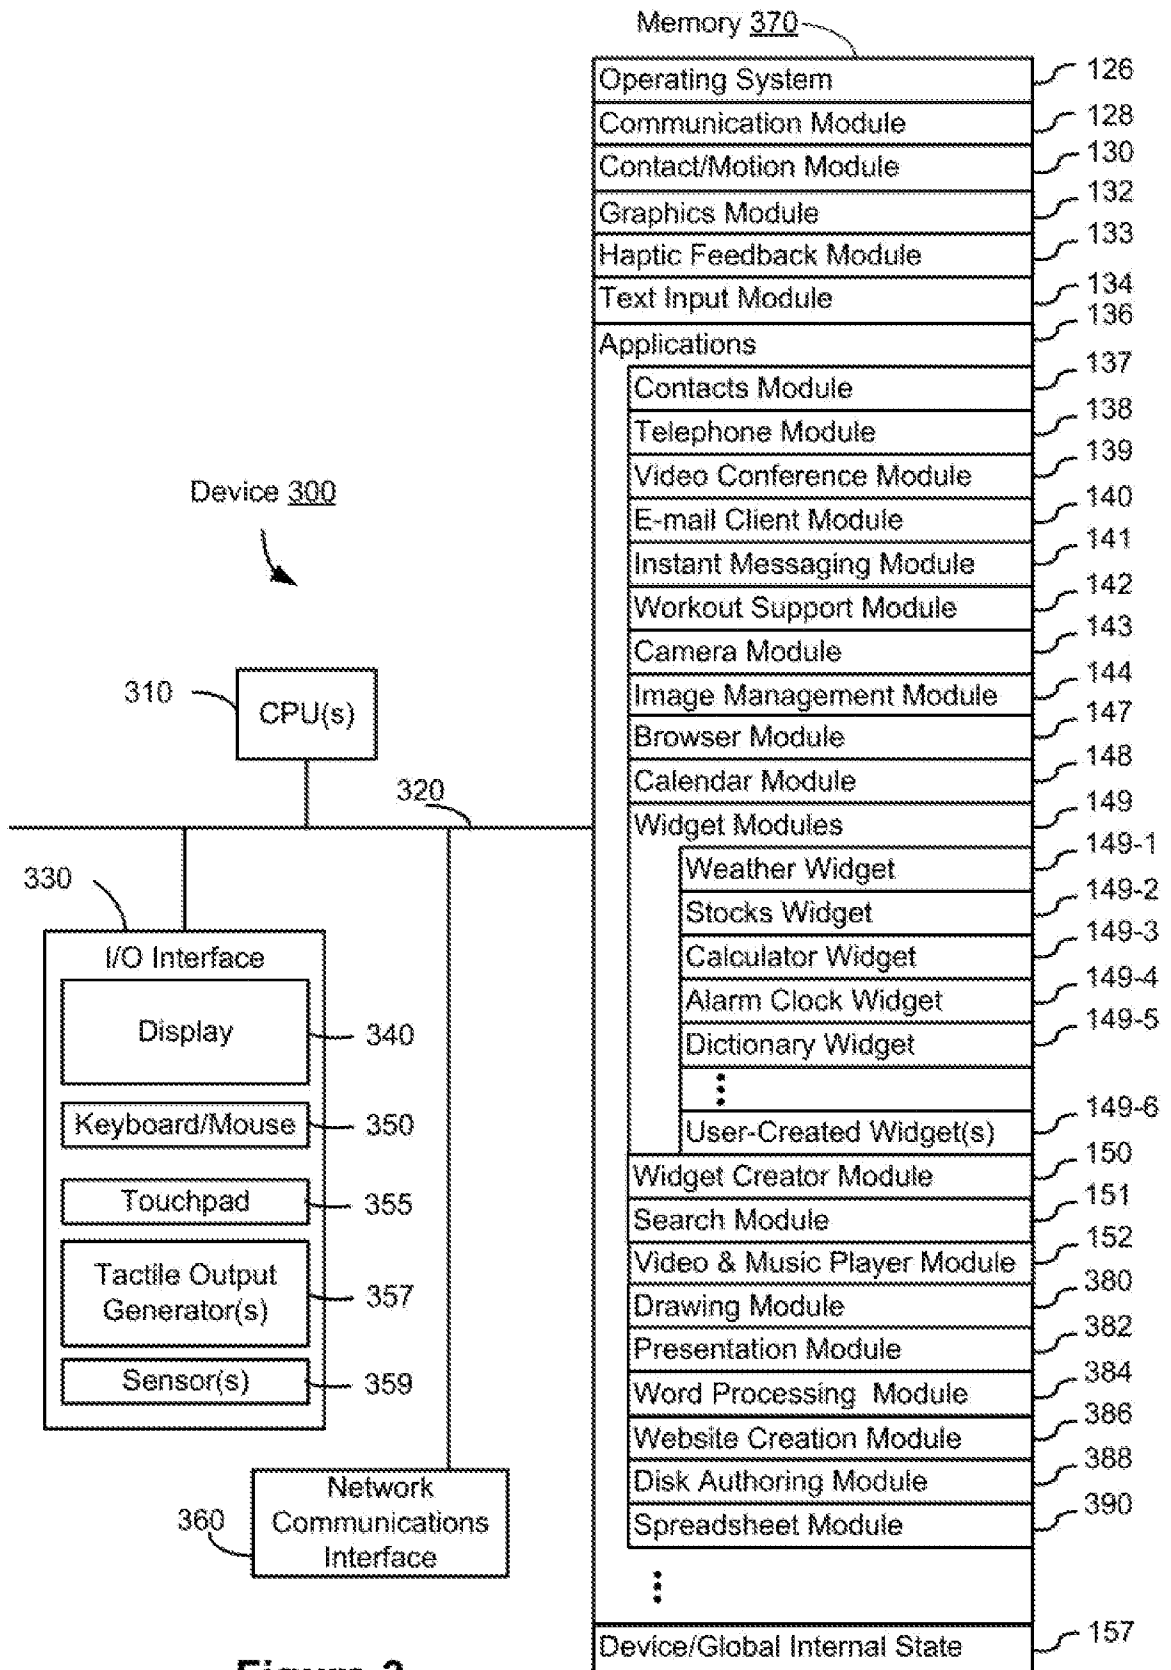 Memory 370
Operating System 126
Communication Module 128
Contact/Motion Module 130
Graphics Module 132
Haptic Feedback Module 133
Text Input Module 134
Applications 136
Contacts Module 137
Telephone Module 138
Video Conference Module 139
E-mail Client Module 140
Instant Messaging Module 141
Workout Support Module 142
Camera Module 143
Image Management Module 144
Browser Module 147
Calendar Module 148
Widget Modules 149
Weather Widget 149-1
Stocks Widget 149-2
Calculator Widget 149-3
Alarm Clock Widget 149-4
Dictionary Widget 149-5
User-Created Widget(s) 149-6
Widget Creator Module 150
Search Module 151
Video & Music Player Module 152
Drawing Module 380
Presentation Module 382
Word Processing Module 384
Website Creation Module 386
Disk Authoring Module 388
Spreadsheet Module 390
Device/Global Internal State 157
Device 300
310
CPU(s)
320
330
I/O Interface
Display 340
Keyboard/Mouse 350
Touchpad 355
Tactile Output
Generator(s) 357
Sensor(s) 359
360
Network
Communications
Interface
Figure